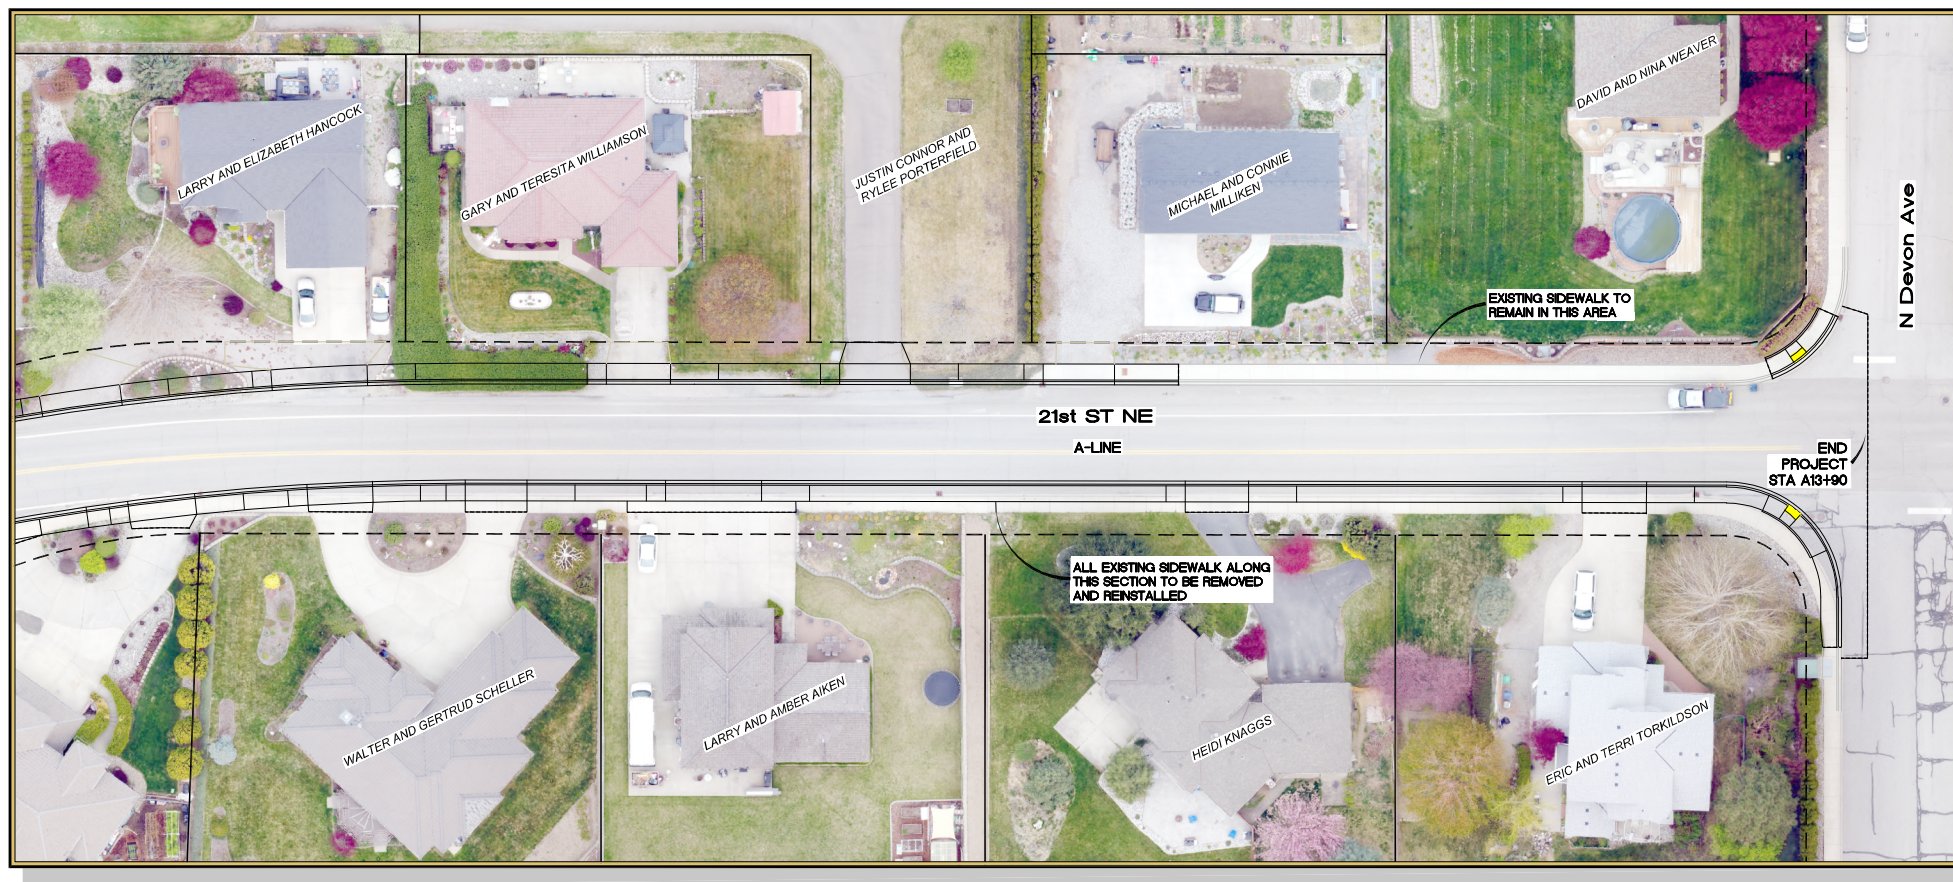 DAVID AND NINA WEAVER
LARRY AND ELIZABETH HANCOCK
GARY AND TERESITA WILLIAMSON
JUSTIN CONNOR AND
RYLEE PORTERFIELD
MICHAEL AND CONNIE
MILLIKEN
N Devon Ave
EXISTING SIDEWALK TO
REMAIN IN THIS AREA
21st ST NE
A-LINE
END
PROJECT
STA A13+90
ALL EXISTING SIDEWALK ALONG
THIS SECTION TO BE REMOVED
AND REINSTALLED
WALTER AND GERTRUD SCHELLER
LARRY AND AMBER AIKEN
HEIDI KNAGGS
ERIC AND TERRI TORKILDSON